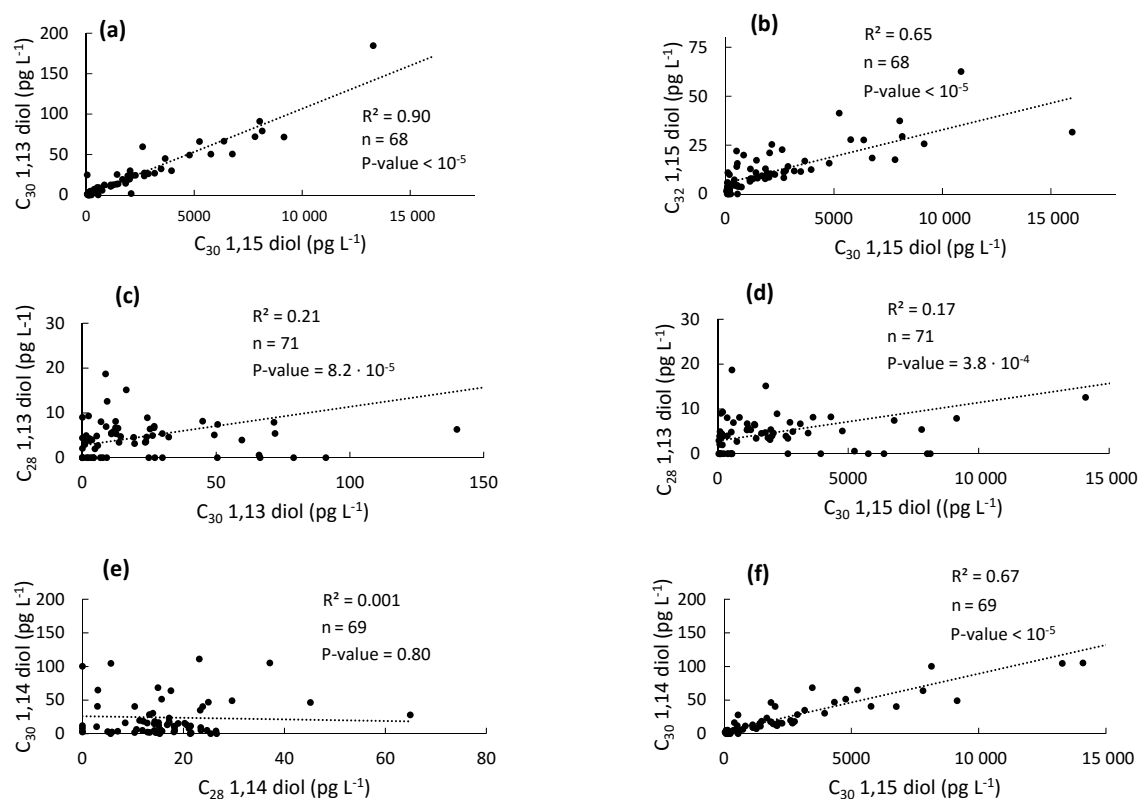 (a)
200
150
100
50
0
0 5000 10 000 15 000
C₃₀ 1,13 diol (pg L⁻¹)
C₃₀ 1,15 diol (pg L⁻¹)
R² = 0.90
n = 68
P-value < 10⁻⁵
(b)
75
50
25
0
0 5000 10 000 15 000
C₃₂ 1,15 diol (pg L⁻¹)
C₃₀ 1,15 diol (pg L⁻¹)
R² = 0.65
n = 68
P-value < 10⁻⁵
(c)
30
20
10
0
0 50 100 150
C₂₈ 1,13 diol (pg L-1)
C₃₀ 1,13 diol (pg L⁻¹)
R² = 0.21
n = 71
P-value = 8.2 · 10⁻⁵
(d)
30
20
10
0
0 5000 10 000 15 000
C₂₈ 1,13 diol (pg L⁻¹)
C₃₀ 1,15 diol ((pg L⁻¹)
R² = 0.17
n = 71
P-value = 3.8 · 10⁻⁴
(e)
200
150
100
50
0
0 20 40 60 80
C₃₀ 1,14 diol (pg L⁻¹)
C₂₈ 1,14 diol (pg L⁻¹)
R² = 0.001
n = 69
P-value = 0.80
(f)
200
150
100
50
0
0 5000 10 000 15 000
C₃₀ 1,14 diol (pg L⁻¹)
C₃₀ 1,15 diol (pg L⁻¹)
R² = 0.67
n = 69
P-value < 10⁻⁵